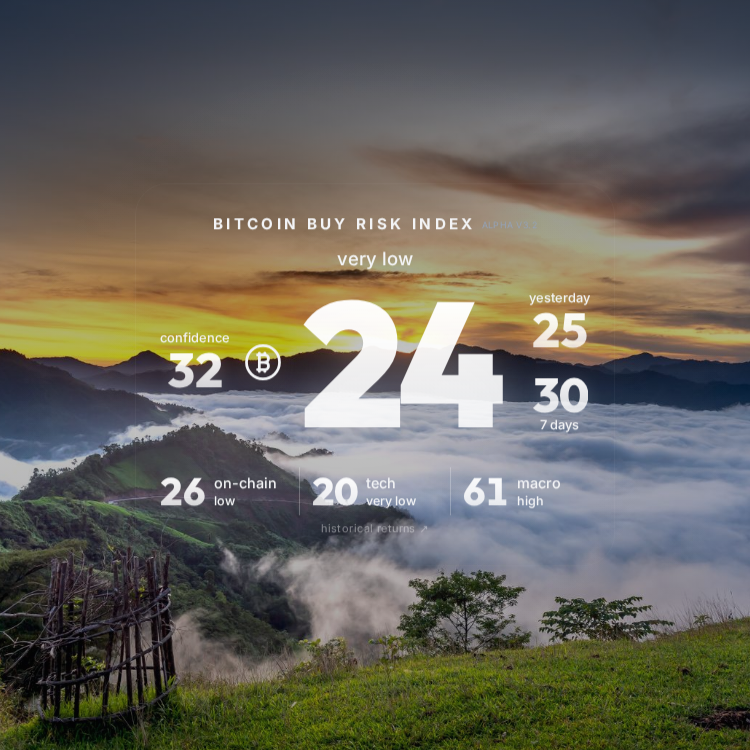 BITCOIN BUY RISK INDEX
very low
confidence
32
24
yesterday
25
30
7 days
26 on-chain
low
20 tech
very low
61 macro
high
historical returns ↗